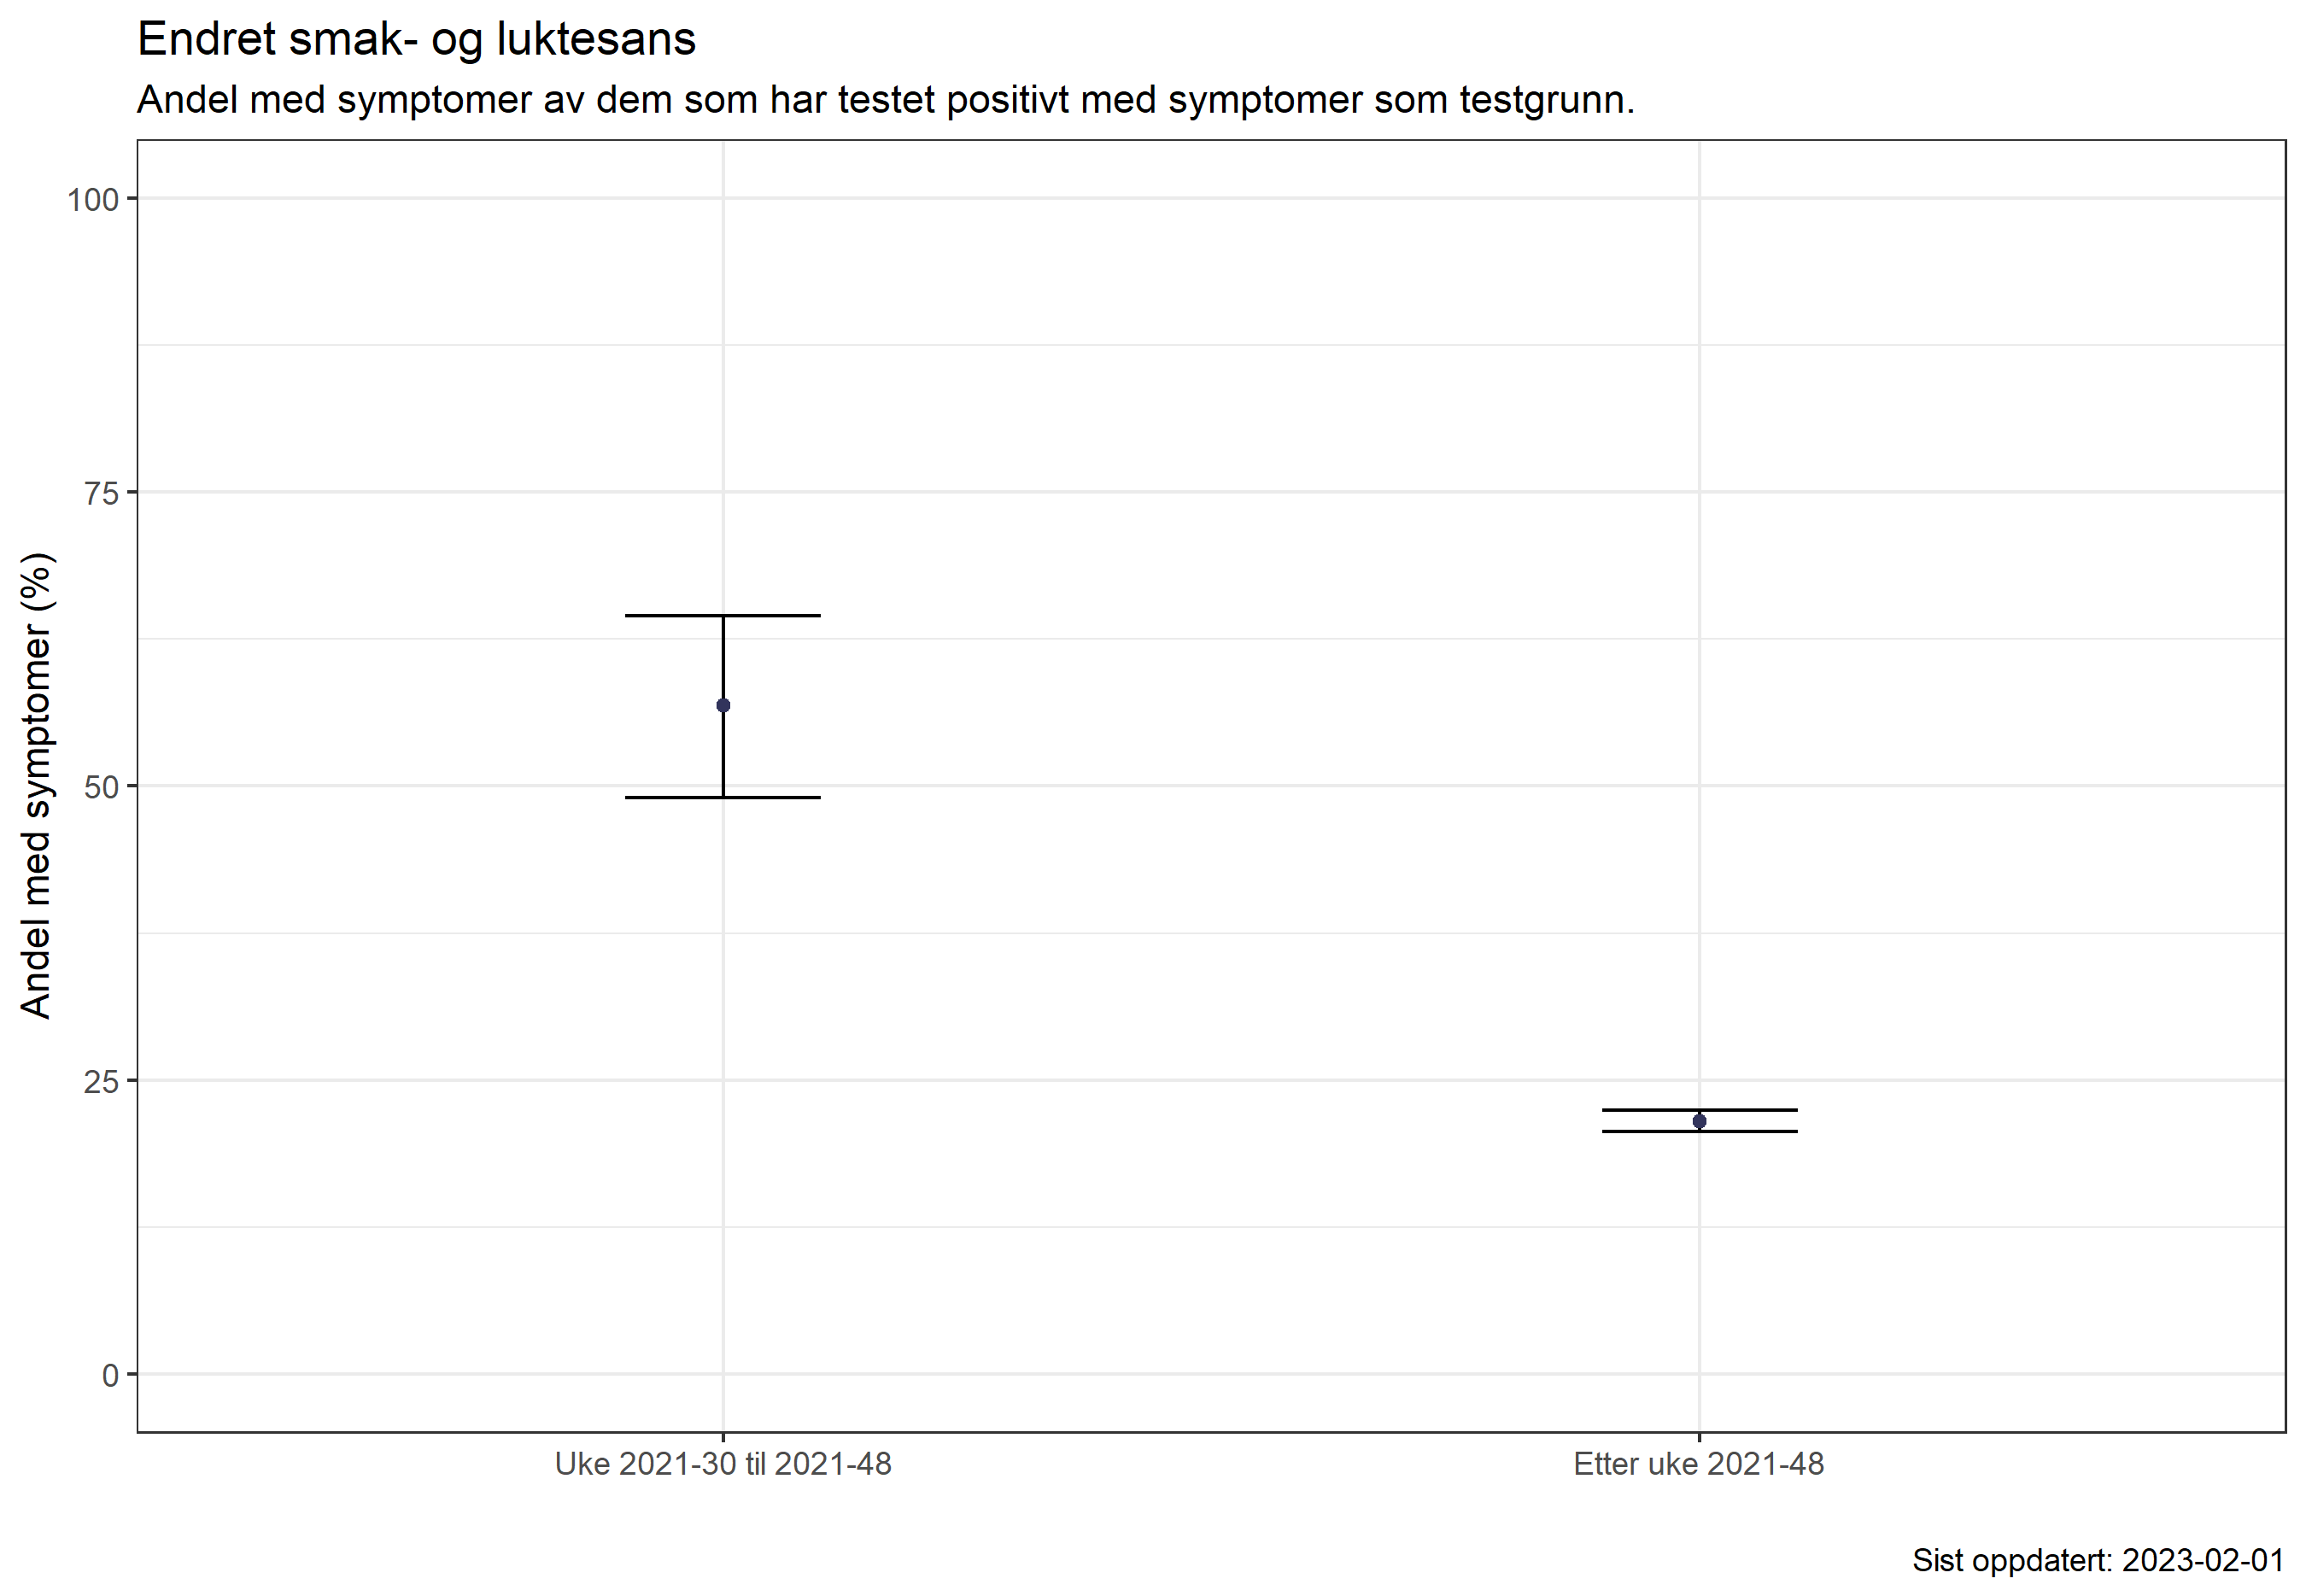 Endret smak- og luktesans
Andel med symptomer av dem som har testet positivt med symptomer som testgrunn.
Andel med symptomer (%)
100
75
50
25
0
Uke 2021-30 til 2021-48
Etter uke 2021-48
Sist oppdatert: 2023-02-01